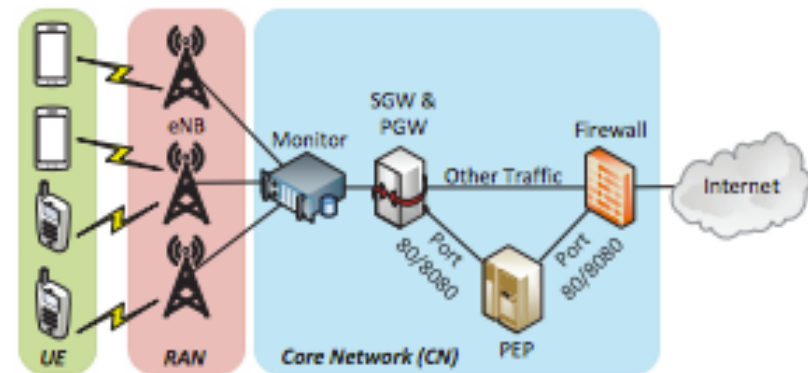 eNB
Monitor
SGW &
PGW
Firewall
Other Traffic
Internet
Port
80/8080
Port
80/8080
PEP
UE
RAN
Core Network (CN)